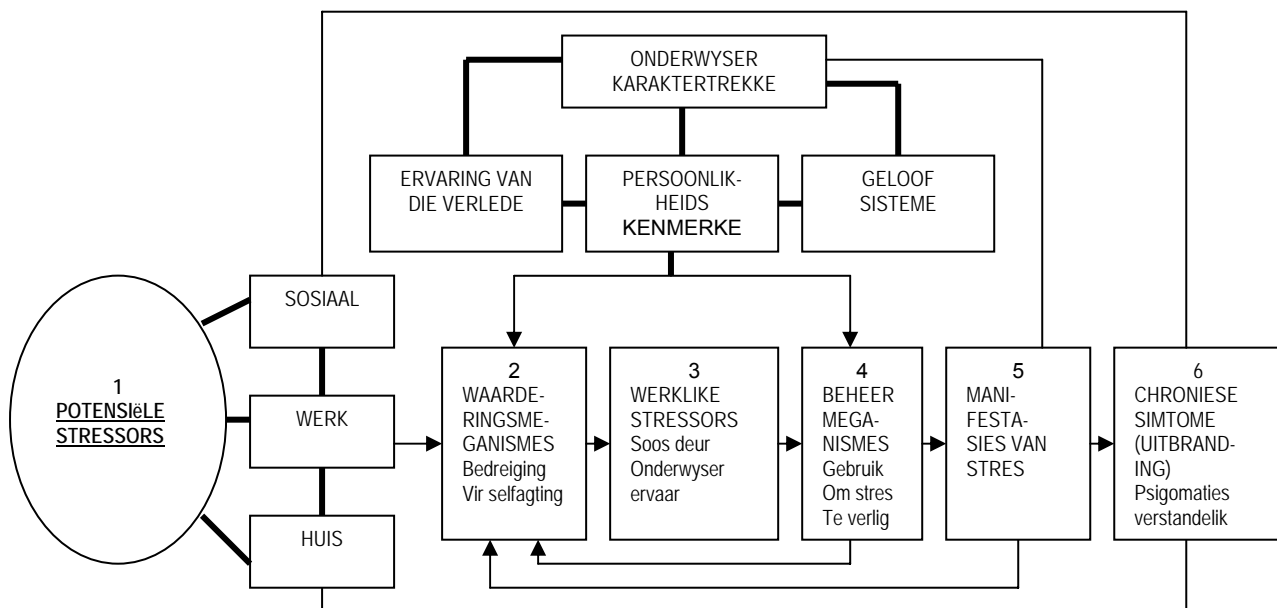 ONDERWYSER
KARAKTERTREKKE
ERVARING VAN
DIE VERLEDE
PERSOONLIK-
HEIDS
KENMERKE
GELOOF
SISTEME
1
POTENSIëLE
STRESSORS
SOSIAAL
WERK
HUIS
2
WAARDE-
RINGSME-
GANISMES
Bedreiging
Vir selfagting
3
WERKLIKE
STRESSORS
Soos deur
Onderwyser
ervaar
4
BEHEER
MEGA-
NISMES
Gebruik
Om stres
Te verlig
5
MANI-
FESTA-
SIES VAN
STRES
6
CHRONIESE
SIMTOME
(UITBRAND-
ING)
Psigomaties
verstandelik